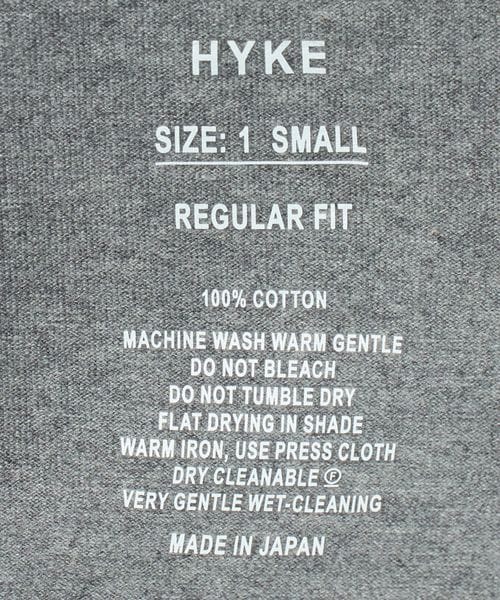 HYKE
SIZE: 1 SMALL
REGULAR FIT
100% COTTON
MACHINE WASH WARM GENTLE
DO NOT BLEACH
DO NOT TUMBLE DRY
FLAT DRYING IN SHADE
WARM IRON, USE PRESS CLOTH
DRY CLEANABLE Ⓕ
VERY GENTLE WET-CLEANING
MADE IN JAPAN